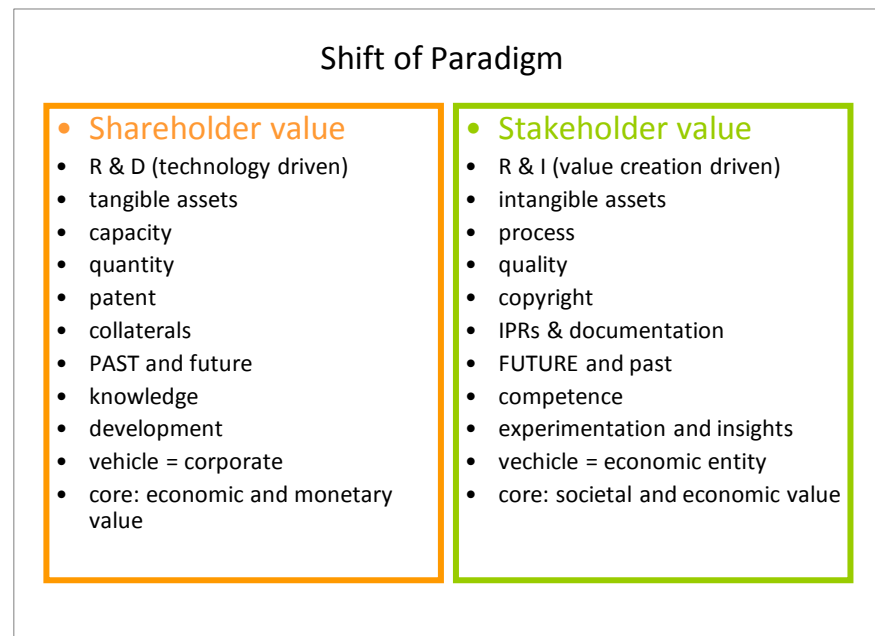 Shift of Paradigm
• Shareholder value
• R & D (technology driven)
• tangible assets
• capacity
• quantity
• patent
• collaterals
• PAST and future
• knowledge
• development
• vehicle = corporate
• core: economic and monetary
value
• Stakeholder value
• R & I (value creation driven)
• intangible assets
• process
• quality
• copyright
• IPRs & documentation
• FUTURE and past
• competence
• experimentation and insights
• vechicle = economic entity
• core: societal and economic value